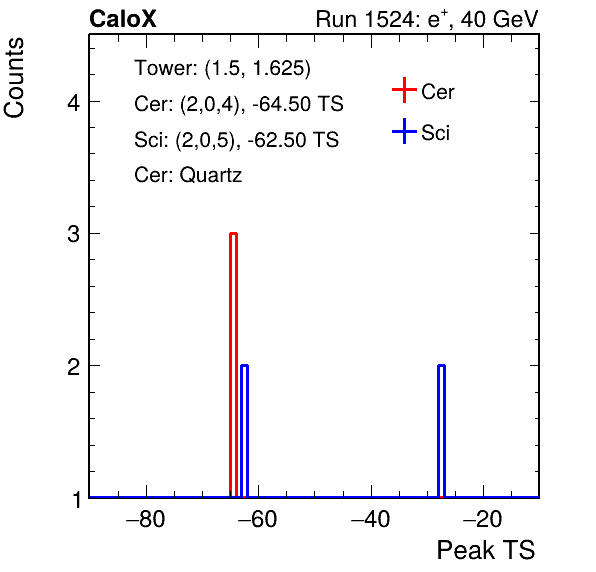 CaloX Run 1524: e⁺, 40 GeV
Counts
Tower: (1.5, 1.625)
Cer: (2,0,4), -64.50 TS
Sci: (2,0,5), -62.50 TS
Cer: Quartz
Cer
Sci
4
3
2
1
−80 −60 −40 −20
Peak TS